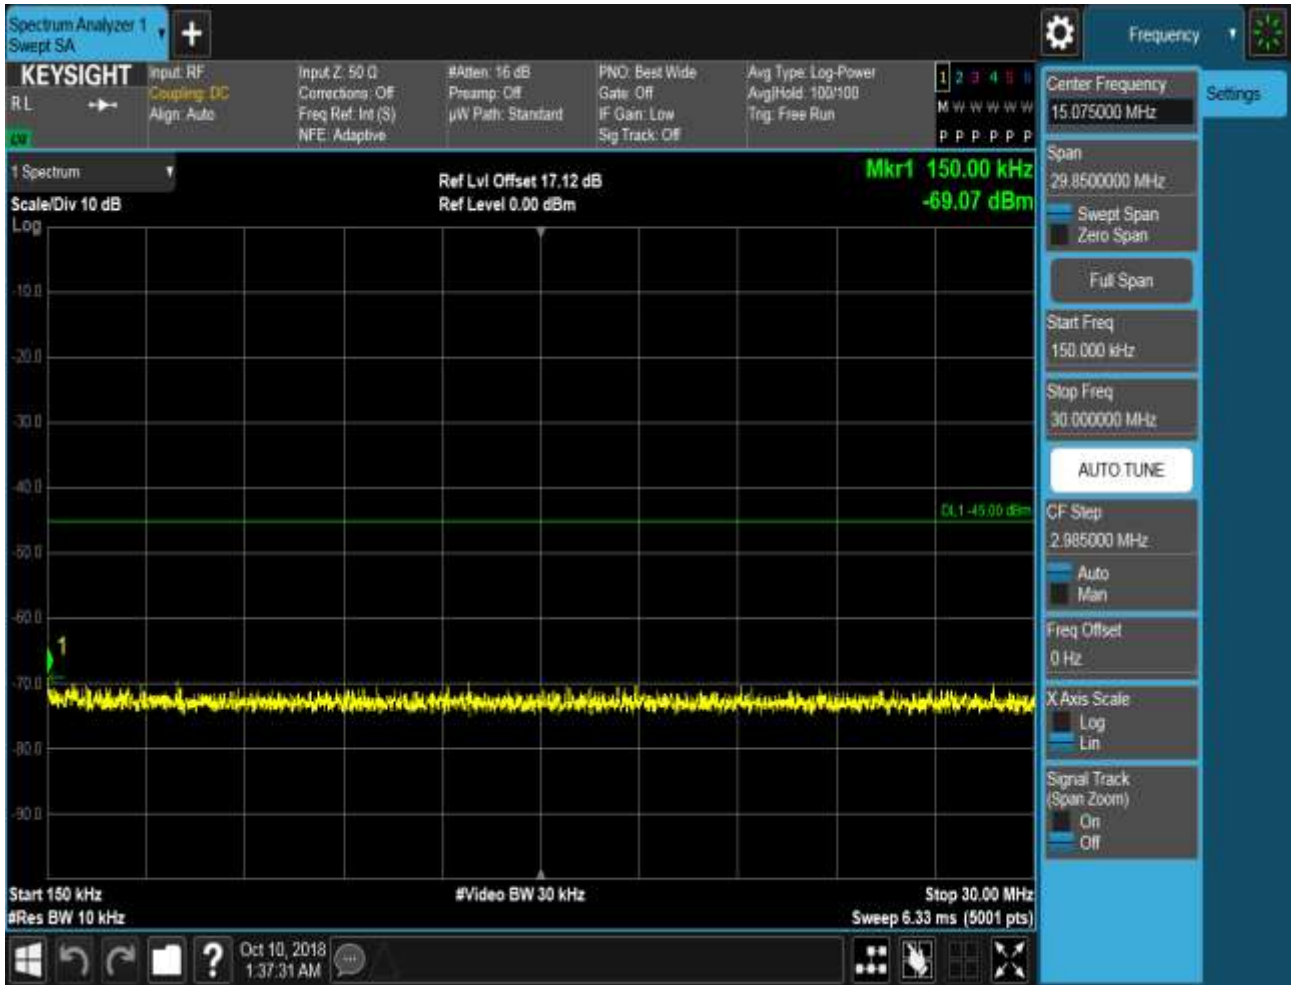 Spectrum Analyzer 1
Swept SA
+
Frequency
KEYSIGHT
RL
Input: RF
Coupling: DC
Align: Auto
Input Z: 50 Ω
Corrections: Off
Freq Ref: Int (S)
NFE: Adaptive
#Atten: 16 dB
Preamp: Off
µW Path: Standard
PNO: Best Wide
Gate: Off
IF Gain: Low
Sig Track: Off
Avg Type: Log-Power
Avg|Hold: 100/100
Trig: Free Run
1 2 3 4 5 6
M W W W W W
P P P P P P
1 Spectrum
Scale/Div 10 dB
Log
Ref Lvl Offset 17.12 dB
Ref Level 0.00 dBm
Mkr1 150.00 kHz
-69.07 dBm
-10.0
-20.0
-30.0
-40.0
DL1 -45.00 dBm
-50.0
-60.0
1
-70.0
-80.0
-90.0
Start 150 kHz
#Video BW 30 kHz
Stop 30.00 MHz
#Res BW 10 kHz
Sweep 6.33 ms (5001 pts)
Center Frequency
15.075000 MHz
Settings
Span
29.8500000 MHz
Swept Span
Zero Span
Full Span
Start Freq
150.000 kHz
Stop Freq
30.000000 MHz
AUTO TUNE
CF Step
2.985000 MHz
Auto
Man
Freq Offset
0 Hz
X Axis Scale
Log
Lin
Signal Track
(Span Zoom)
On
Off
?
Oct 10, 2018
1:37:31 AM